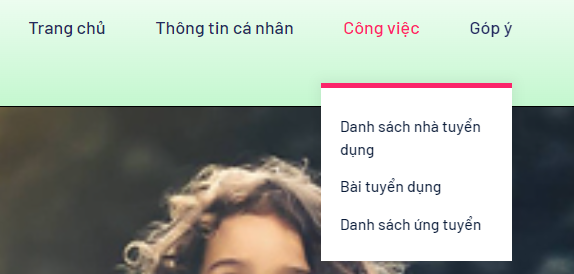 Trang chủ Thông tin cá nhân Công việc Góp ý
Danh sách nhà tuyển
dụng
Bài tuyển dụng
Danh sách ứng tuyển